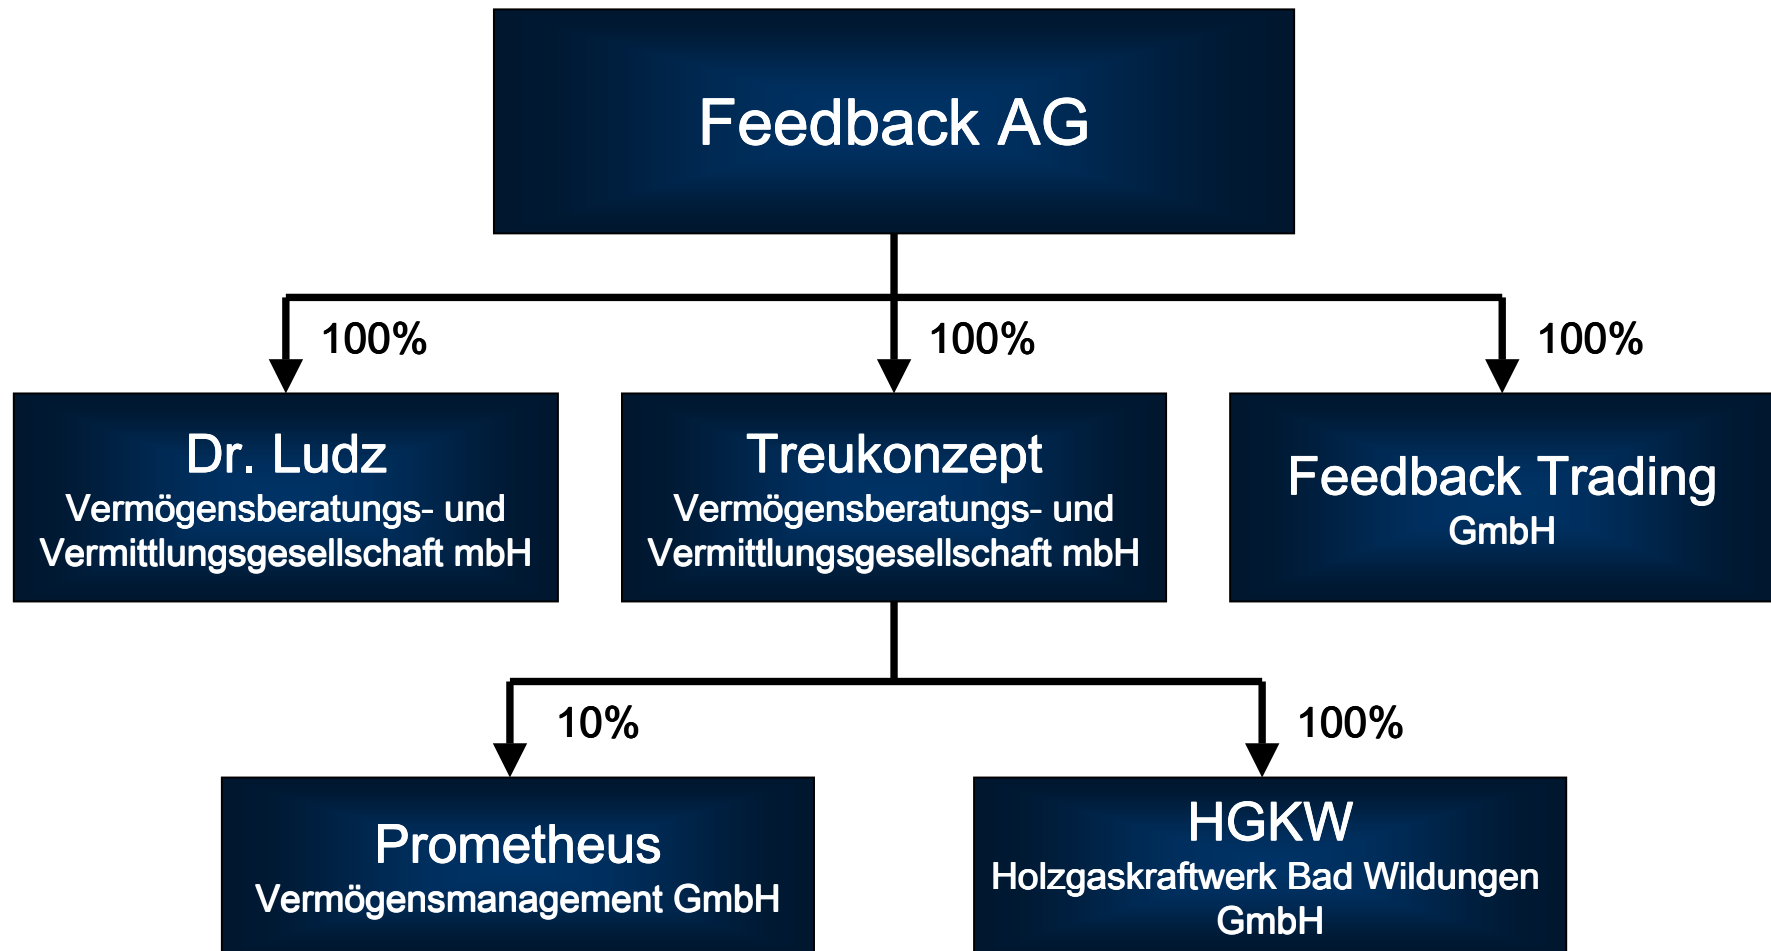 Feedback AG
100%
100%
100%
Dr. Ludz
Vermögensberatungs- und
Vermittlungsgesellschaft mbH
Treukonzept
Vermögensberatungs- und
Vermittlungsgesellschaft mbH
Feedback Trading
GmbH
10%
100%
Prometheus
Vermögensmanagement GmbH
HGKW
Holzgaskraftwerk Bad Wildungen
GmbH